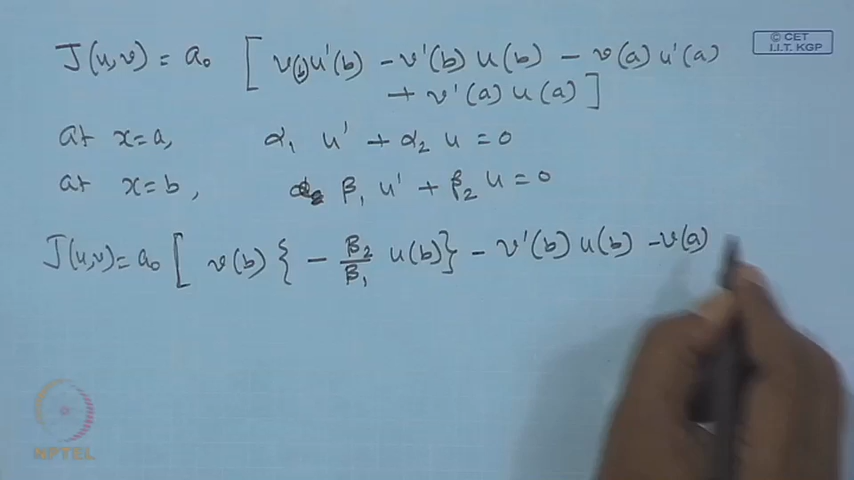 J(u,v) = a₀ [ v(b)u'(b) - v'(b) u(b) - v(a) u'(a)
+ v'(a) u(a) ]
at x=a, α₁ u' + α₂ u = 0
at x=b, β₁ u' + β₂ u = 0
J(u,v) = a₀ [ v(b) { - β₂/β₁ u(b) } - v'(b) u(b) - v(a)
© CET
I.I.T. KGP
NPTEL